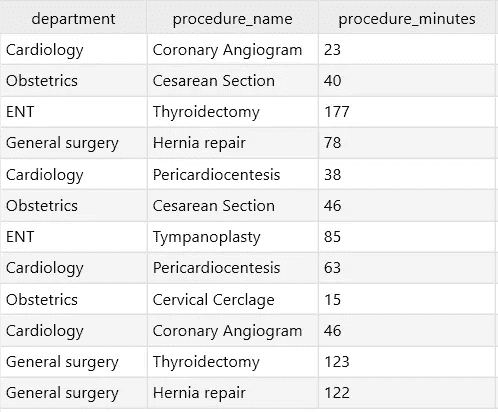 department procedure_name procedure_minutes
Cardiology Coronary Angiogram 23
Obstetrics Cesarean Section 40
ENT Thyroidectomy 177
General surgery Hernia repair 78
Cardiology Pericardiocentesis 38
Obstetrics Cesarean Section 46
ENT Tympanoplasty 85
Cardiology Pericardiocentesis 63
Obstetrics Cervical Cerclage 15
Cardiology Coronary Angiogram 46
General surgery Thyroidectomy 123
General surgery Hernia repair 122